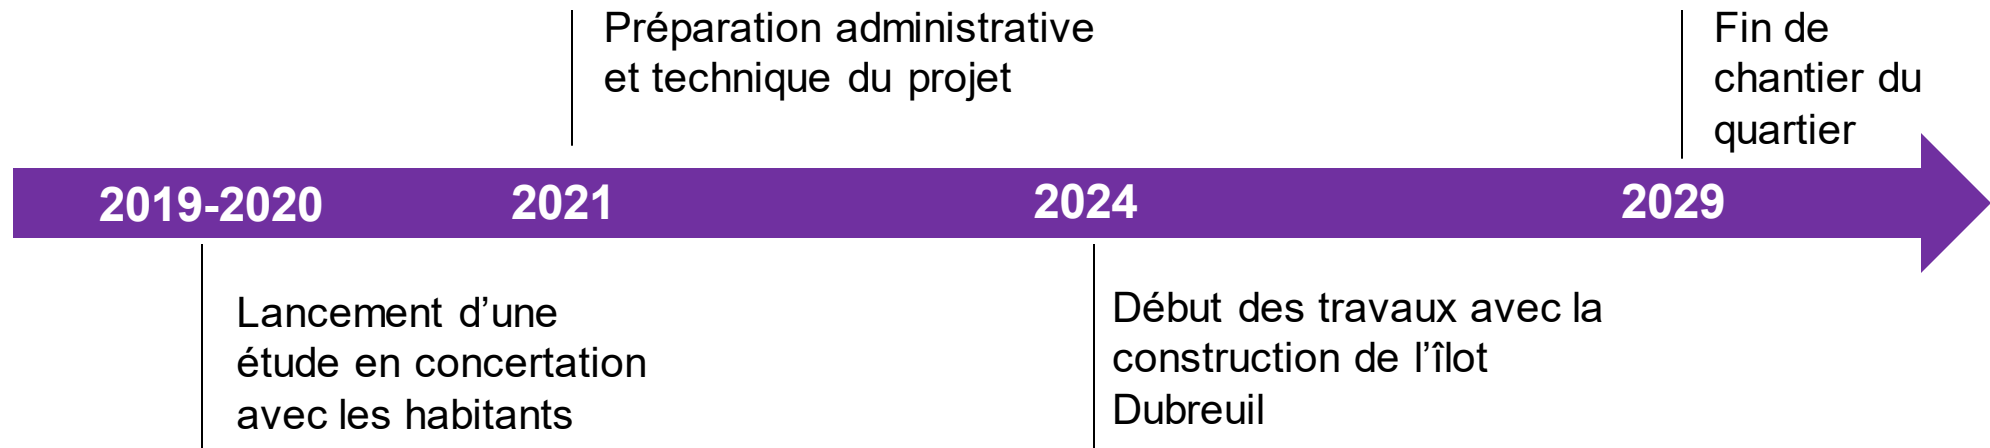 Préparation administrative
et technique du projet
Fin de
chantier du
quartier
2019-2020
2021
2024
2029
Lancement d’une
étude en concertation
avec les habitants
Début des travaux avec la
construction de l’îlot
Dubreuil